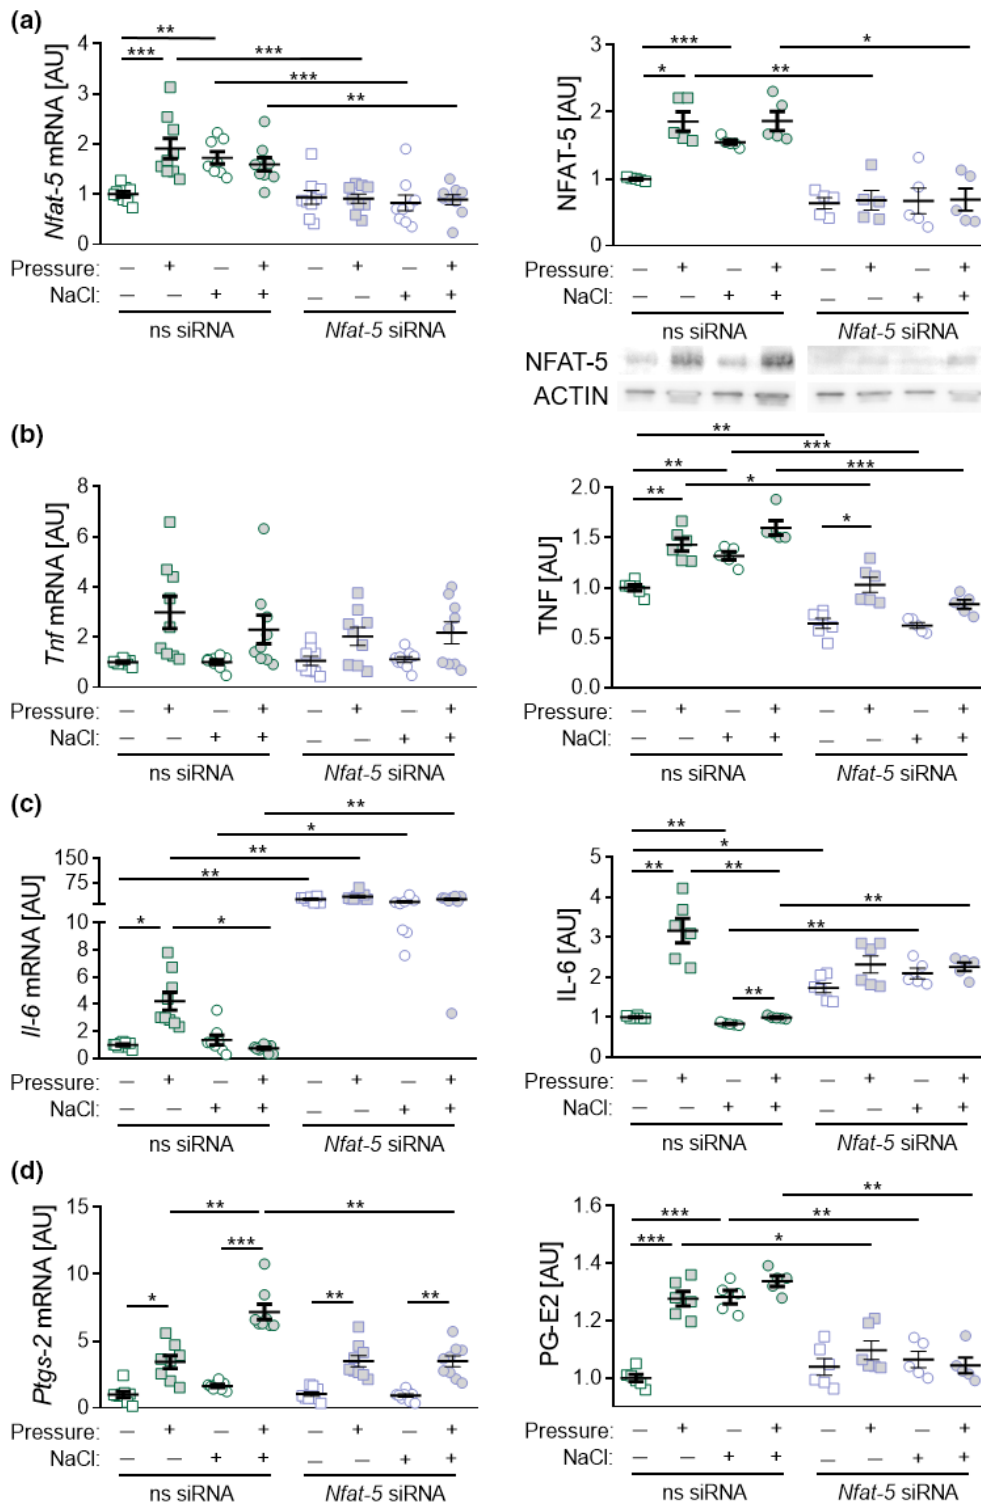 (a)
Nfat-5 mRNA [AU]
4
3
2
1
0
** 
***
***
***
**
Pressure: — + — + — + — +
NaCl: — — + + — — + +
ns siRNA Nfat-5 siRNA
NFAT-5 [AU]
3
2
1
0
***
*
*
**
— + — + — + — +
Pressure:
NaCl: — — + + — — + +
ns siRNA Nfat-5 siRNA
NFAT-5
ACTIN
(b)
Tnf mRNA [AU]
8
6
4
2
0
Pressure: — + — + — + — +
NaCl: — — + + — — + +
ns siRNA Nfat-5 siRNA
TNF [AU]
2.0
1.5
1.0
0.5
0.0
**
***
**
***
*
**
*
Pressure: — + — + — + — +
NaCl: — — + + — — + +
ns siRNA Nfat-5 siRNA
(c)
Il-6 mRNA [AU]
150
75
10
8
6
4
2
0
**
*
**
**
*
*
Pressure: — + — + — + — +
NaCl: — — + + — — + +
ns siRNA Nfat-5 siRNA
IL-6 [AU]
5
4
3
2
1
0
**
*
**
**
**
**
**
Pressure: — + — + — + — +
NaCl: — — + + — — + +
ns siRNA Nfat-5 siRNA
(d)
Ptgs-2 mRNA [AU]
15
10
5
0
**
**
***
*
**
**
Pressure: — + — + — + — +
NaCl: — — + + — — + +
ns siRNA Nfat-5 siRNA
PG-E2 [AU]
1.6
1.4
1.2
1.0
**
***
**
***
*
Pressure: — + — + — + — +
NaCl: — — + + — — + +
ns siRNA Nfat-5 siRNA